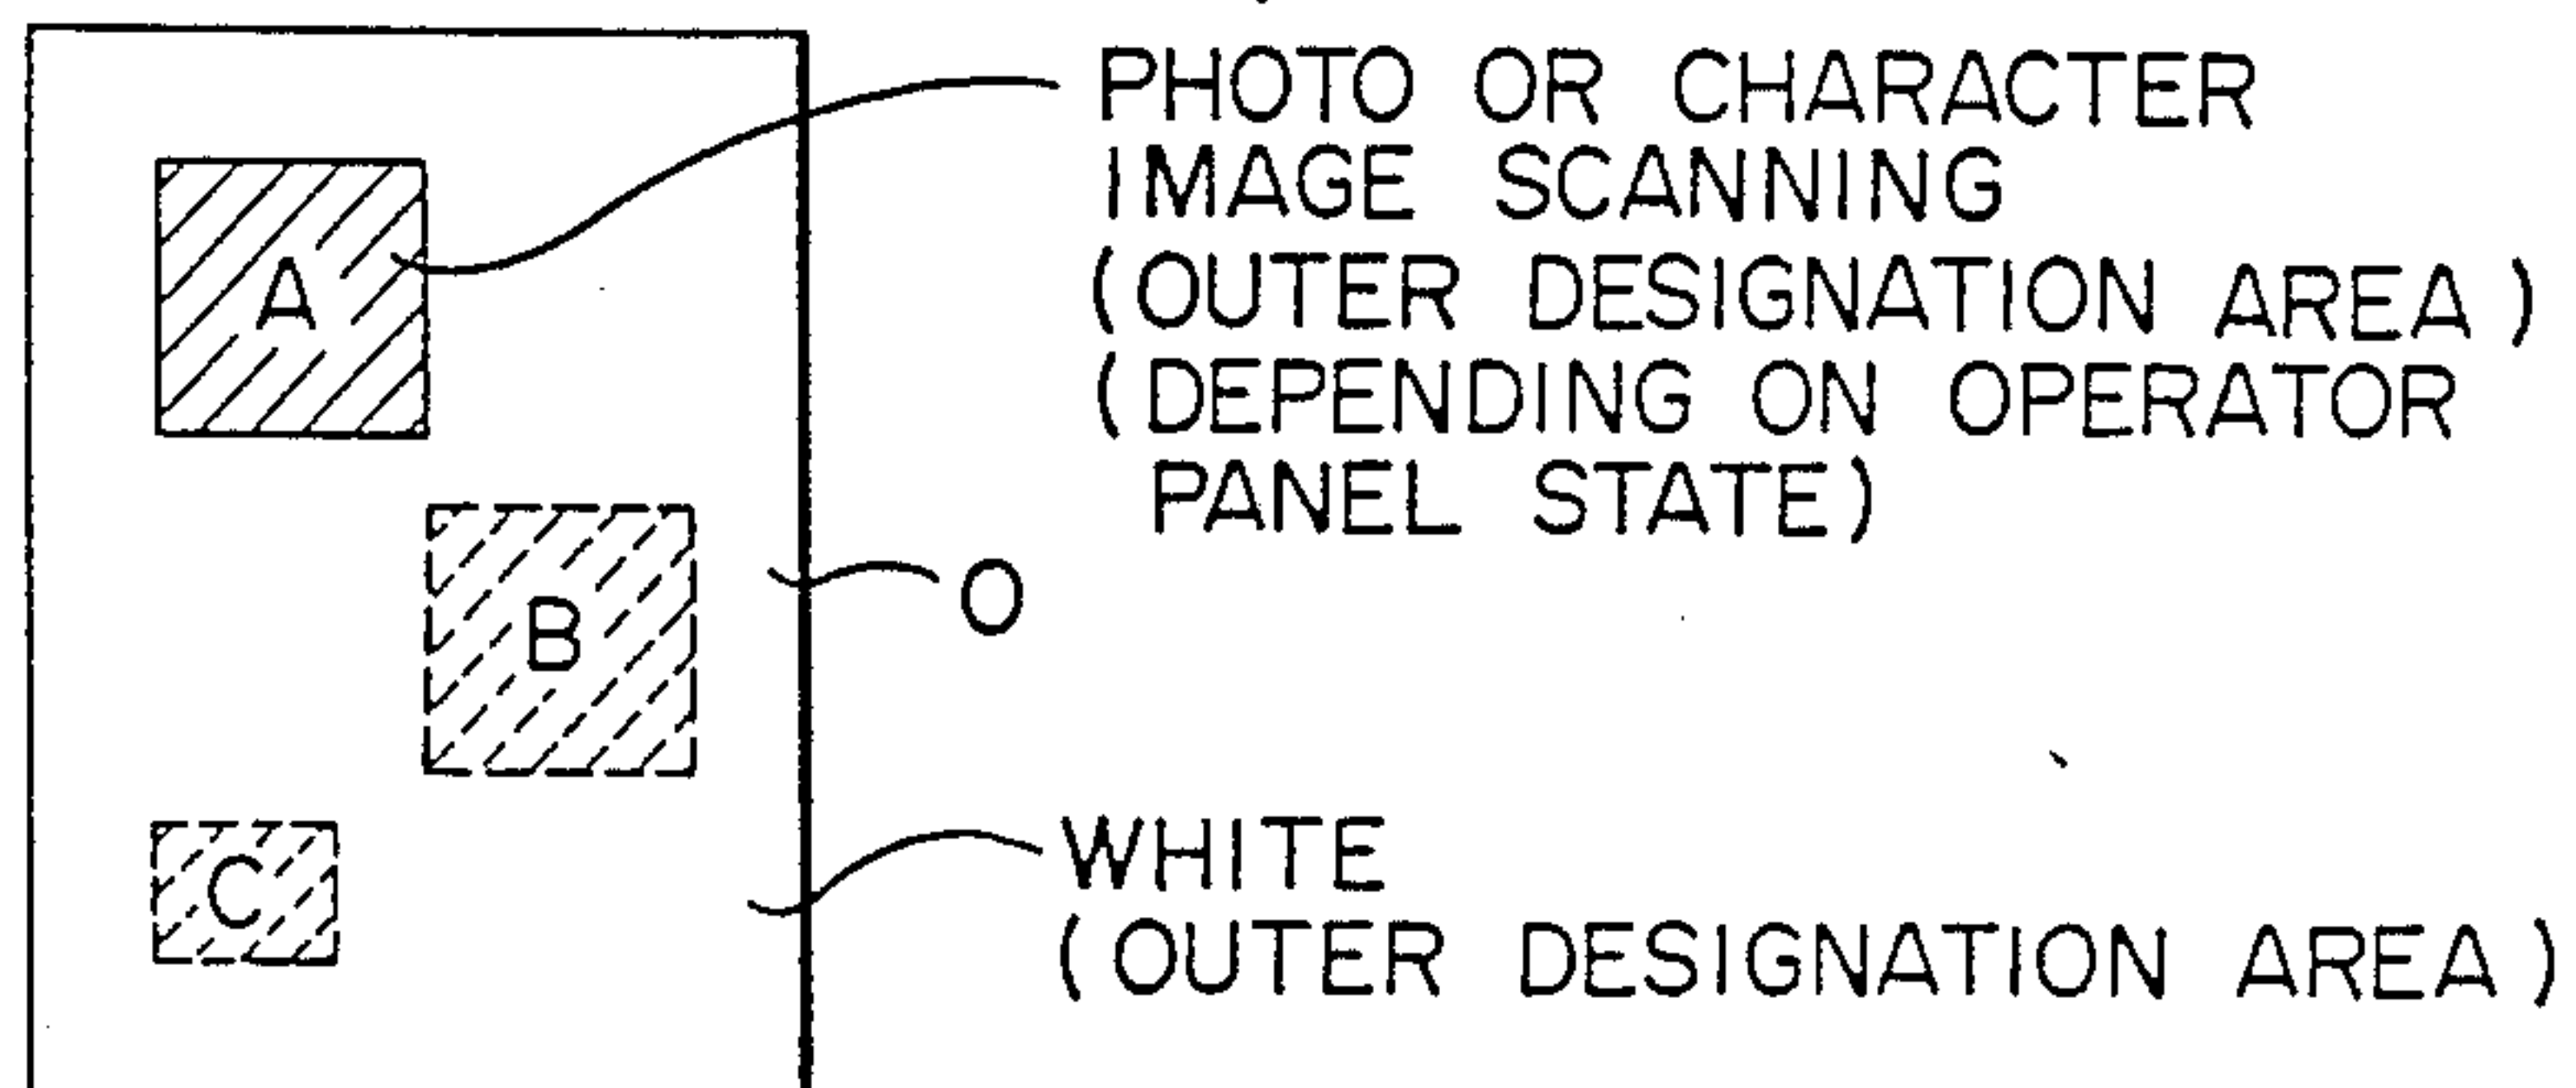 PHOTO OR CHARACTER
IMAGE SCANNING
(OUTER DESIGNATION AREA)
(DEPENDING ON OPERATOR
PANEL STATE)
A
B
O
C
WHITE
(OUTER DESIGNATION AREA)